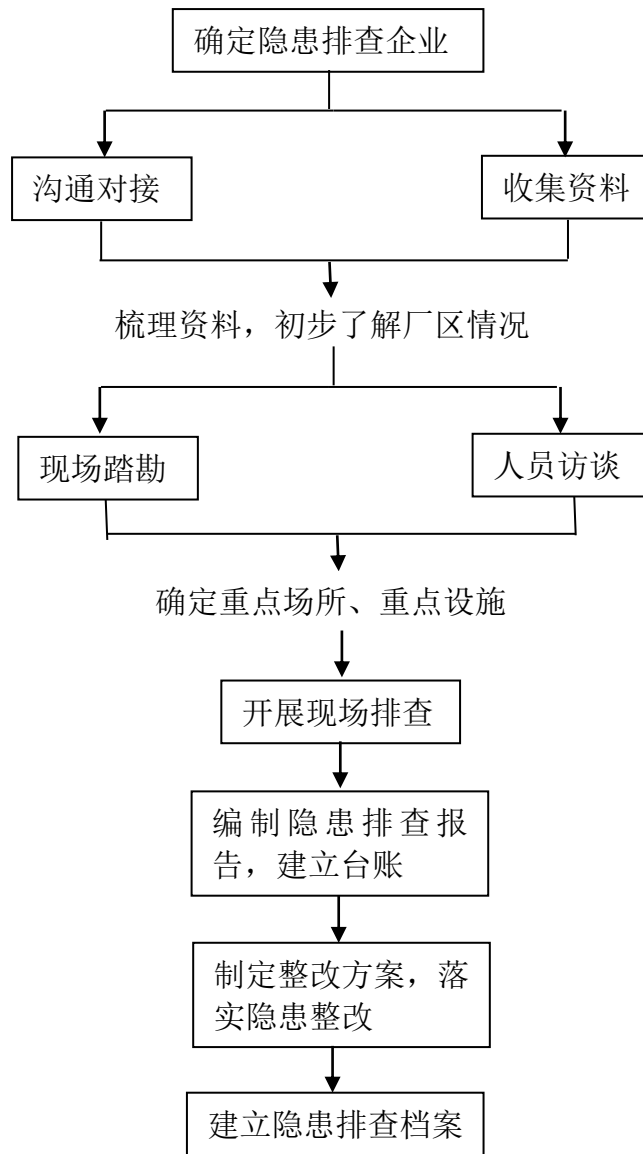 确定隐患排查企业
沟通对接
收集资料
梳理资料，初步了解厂区情况
现场踏勘
人员访谈
确定重点场所、重点设施
开展现场排查
编制隐患排查报
告，建立台账
制定整改方案，落
实隐患整改
建立隐患排查档案